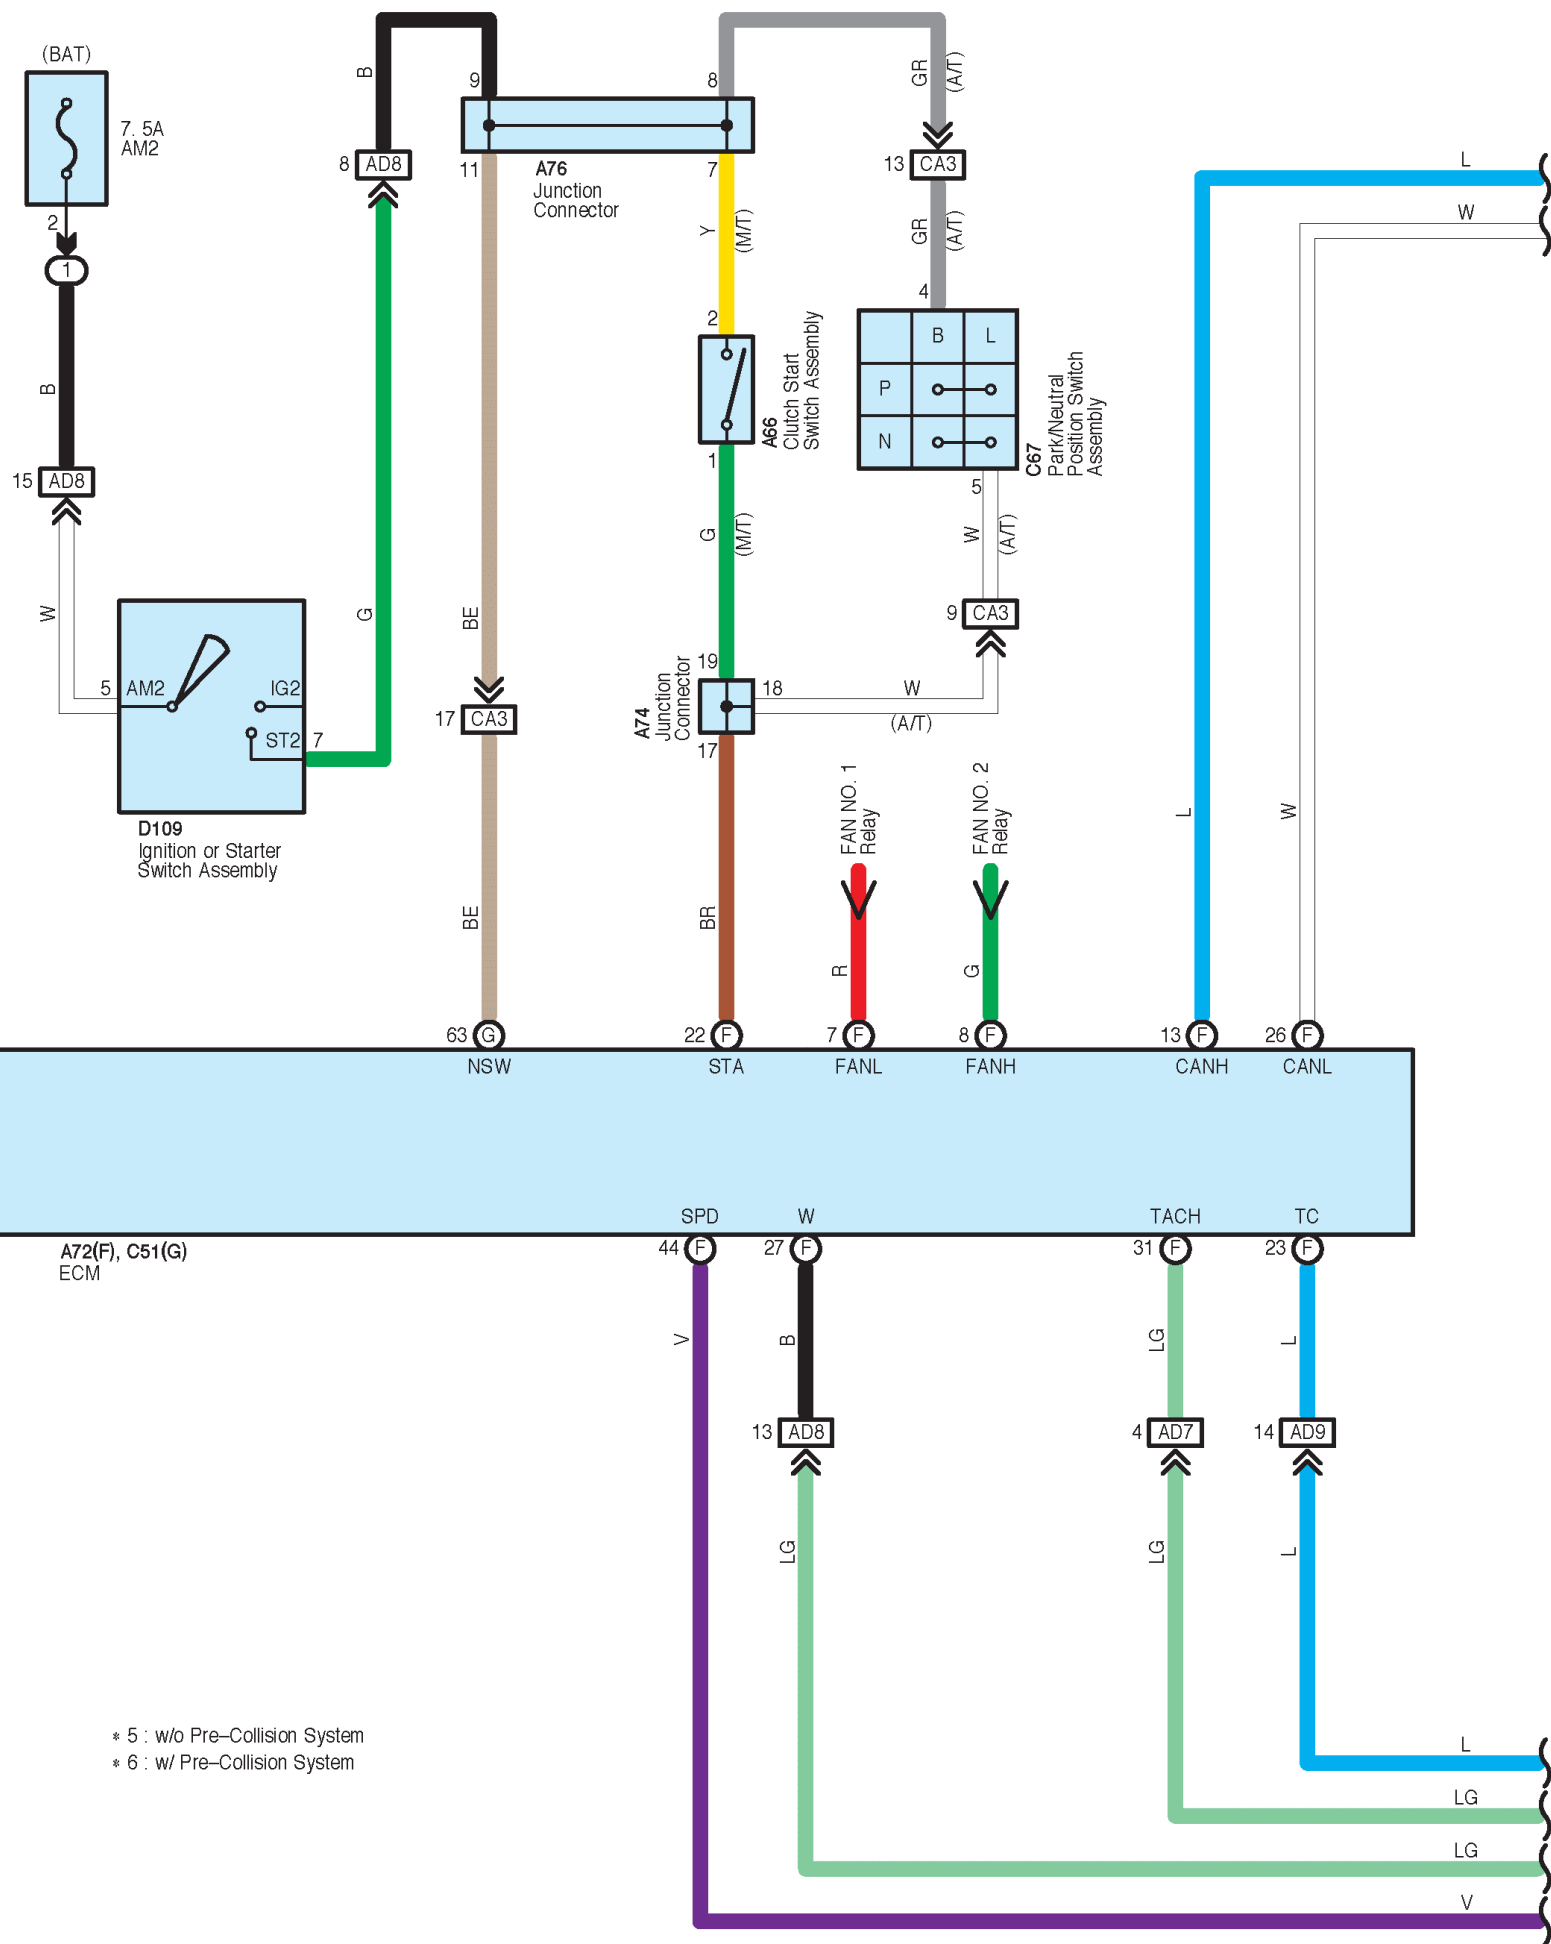 (BAT)
7. 5A
AM2
2
1
B
15 AD8
W
5 AM2
IG2
ST2 7
D109
Ignition or Starter
Switch Assembly
B
8 AD8
G
9
8
11
7
A76
Junction
Connector
BE
17 CA3
BE
Y
(M/T)
2
A66
Clutch Start
Switch Assembly
1
G
(M/T)
19
A74
Junction
Connector
18
17
W
(A/T)
BR
GR
(A/T)
13 CA3
GR
(A/T)
4
B L
P
N
C67
Park/Neutral
Position Switch
Assembly
5
W
(A/T)
9 CA3
FAN NO. 1
Relay
R
FAN NO. 2
Relay
G
L
W
L
W
63 G
22 F
7 F
8 F
13 F
26 F
NSW
STA
FANL
FANH
CANH
CANL
SPD
W
TACH
TC
A72(F), C51(G)
ECM
44 F
27 F
31 F
23 F
V
B
LG
L
13 AD8
4 AD7
14 AD9
LG
LG
L
* 5 : w/o Pre–Collision System
* 6 : w/ Pre–Collision System
L
LG
LG
V